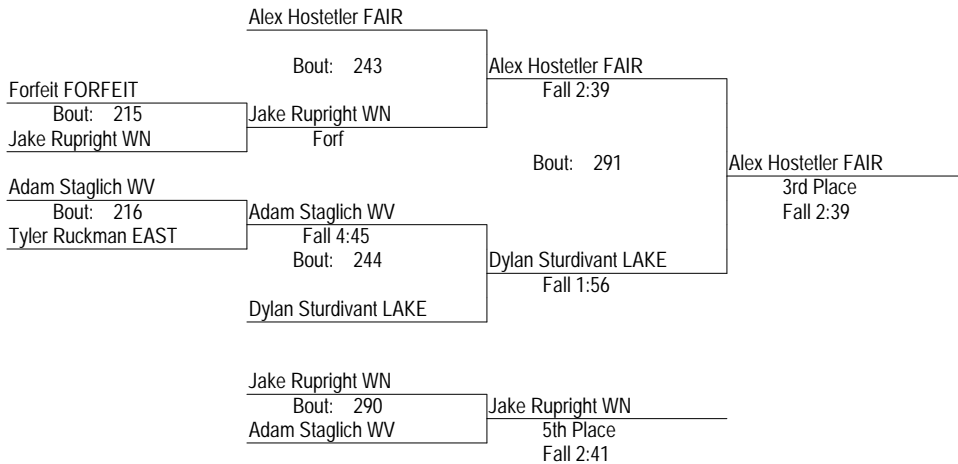 Alex Hostetler FAIR
Bout: 243
Alex Hostetler FAIR
Fall 2:39
Forfeit FORFEIT
Bout: 215
Jake Rupright WN
Jake Rupright WN
Forf
Bout: 291
Alex Hostetler FAIR
3rd Place
Fall 2:39
Adam Staglich WV
Bout: 216
Tyler Ruckman EAST
Adam Staglich WV
Fall 4:45
Bout: 244
Dylan Sturdivant LAKE
Fall 1:56
Dylan Sturdivant LAKE
Jake Rupright WN
Bout: 290
Adam Staglich WV
Jake Rupright WN
5th Place
Fall 2:41